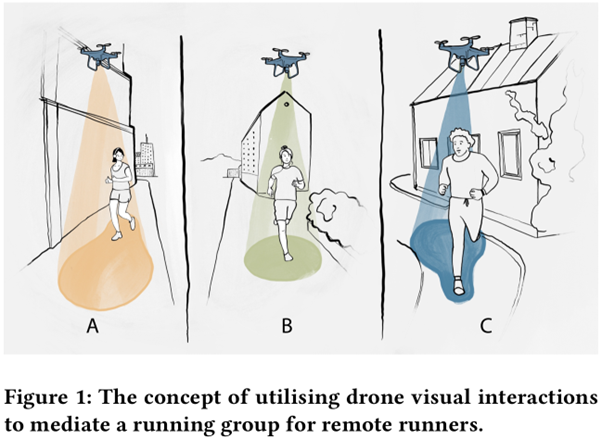 A
B
C
Figure 1: The concept of utilising drone visual interactions
to mediate a running group for remote runners.